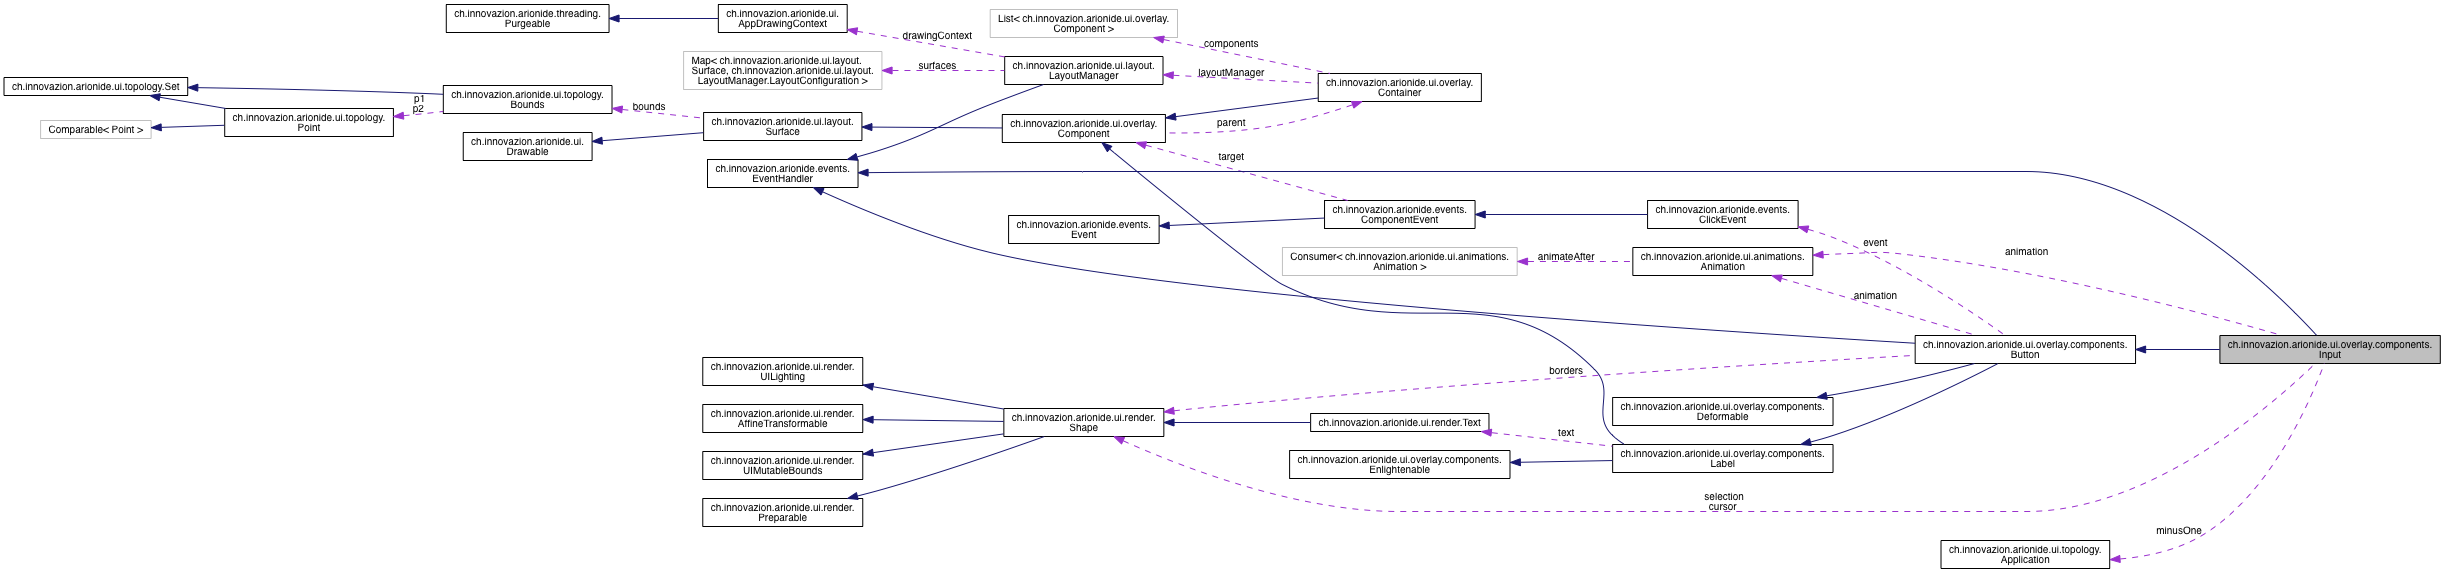 ch.innovazion.arionide.threading.
Purgeable
ch.innovazion.arionide.ui.
AppDrawingContext
List< ch.innovazion.arionide.ui.overlay.
Component >
drawingContext
components
Map< ch.innovazion.arionide.ui.layout.
Surface, ch.innovazion.arionide.ui.layout.
LayoutManager.LayoutConfiguration >
surfaces
ch.innovazion.arionide.ui.layout.
LayoutManager
layoutManager
ch.innovazion.arionide.ui.overlay.
Container
ch.innovazion.arionide.ui.topology.Set
ch.innovazion.arionide.ui.topology.
Bounds
p1
p2
bounds
ch.innovazion.arionide.ui.topology.
Point
Comparable< Point >
ch.innovazion.arionide.ui.layout.
Surface
ch.innovazion.arionide.ui.overlay.
Component
parent
ch.innovazion.arionide.ui.
Drawable
ch.innovazion.arionide.events.
EventHandler
target
ch.innovazion.arionide.events.
Event
ch.innovazion.arionide.events.
ComponentEvent
ch.innovazion.arionide.events.
ClickEvent
event
animation
Consumer< ch.innovazion.arionide.ui.animations.
Animation >
animateAfter
ch.innovazion.arionide.ui.animations.
Animation
animation
ch.innovazion.arionide.ui.overlay.components.
Button
ch.innovazion.arionide.ui.overlay.components.
Input
ch.innovazion.arionide.ui.render.
UILighting
borders
ch.innovazion.arionide.ui.overlay.components.
Deformable
ch.innovazion.arionide.ui.render.
AffineTransformable
ch.innovazion.arionide.ui.render.
Shape
ch.innovazion.arionide.ui.render.Text
text
ch.innovazion.arionide.ui.overlay.components.
Label
ch.innovazion.arionide.ui.render.
UIMutableBounds
ch.innovazion.arionide.ui.overlay.components.
Enlightenable
ch.innovazion.arionide.ui.render.
Preparable
selection
cursor
minusOne
ch.innovazion.arionide.ui.topology.
Application